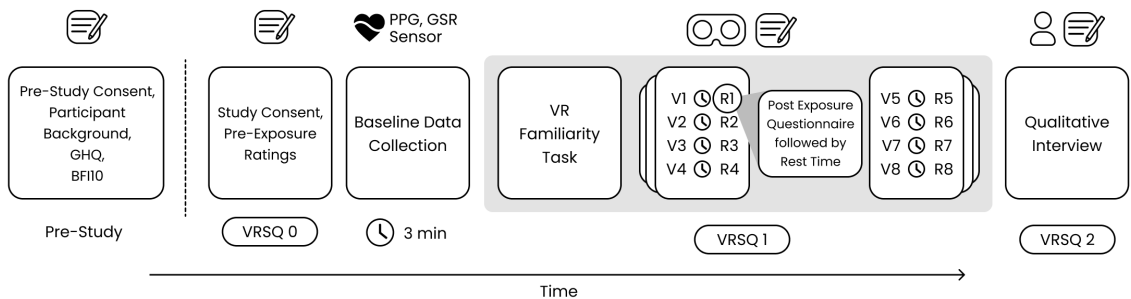 PPG, GSR
Sensor
Pre-Study Consent,
Participant
Background,
GHQ,
BFI10
Study Consent,
Pre-Exposure
Ratings
Baseline Data
Collection
VR
Familiarity
Task
V1 R1
V2 R2
V3 R3
V4 R4
Post Exposure
Questionnaire
followed by
Rest Time
V5 R5
V6 R6
V7 R7
V8 R8
Qualitative
Interview
Pre-Study
VRSQ 0
3 min
VRSQ 1
VRSQ 2
Time